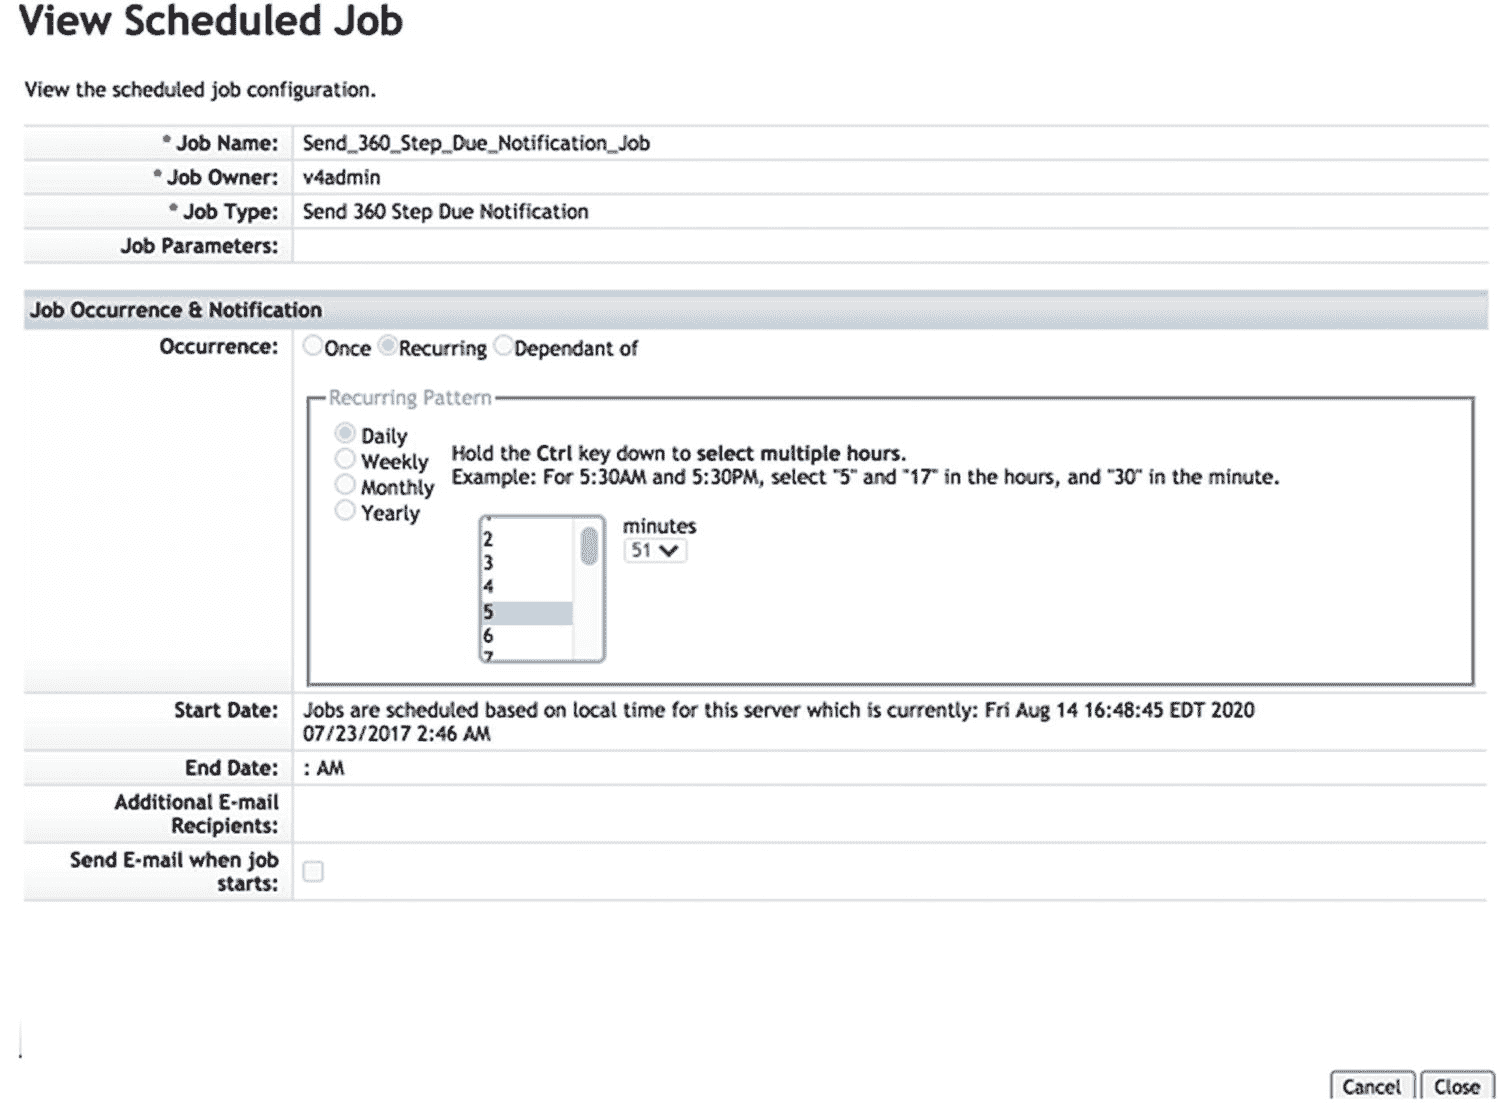 View Scheduled Job
View the scheduled job configuration.
* Job Name: Send_360_Step_Due_Notification_Job
* Job Owner: v4admin
* Job Type: Send 360 Step Due Notification
Job Parameters:
Job Occurrence & Notification
Occurrence: Once Recurring Dependant of
Recurring Pattern
Daily
Weekly
Monthly
Yearly
Hold the Ctrl key down to select multiple hours.
Example: For 5:30AM and 5:30PM, select "5" and "17" in the hours, and "30" in the minute.
2
3
4
5
6
7
minutes
51
Start Date: Jobs are scheduled based on local time for this server which is currently: Fri Aug 14 16:48:45 EDT 2020
07/23/2017 2:46 AM
End Date: : AM
Additional E-mail
Recipients:
Send E-mail when job
starts:
Cancel Close